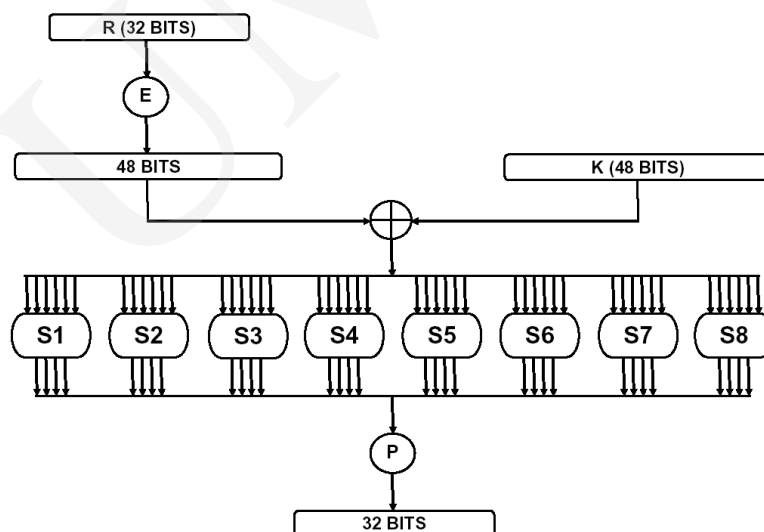 R (32 BITS)
E
48 BITS
K (48 BITS)
S1 S2 S3 S4 S5 S6 S7 S8
P
32 BITS